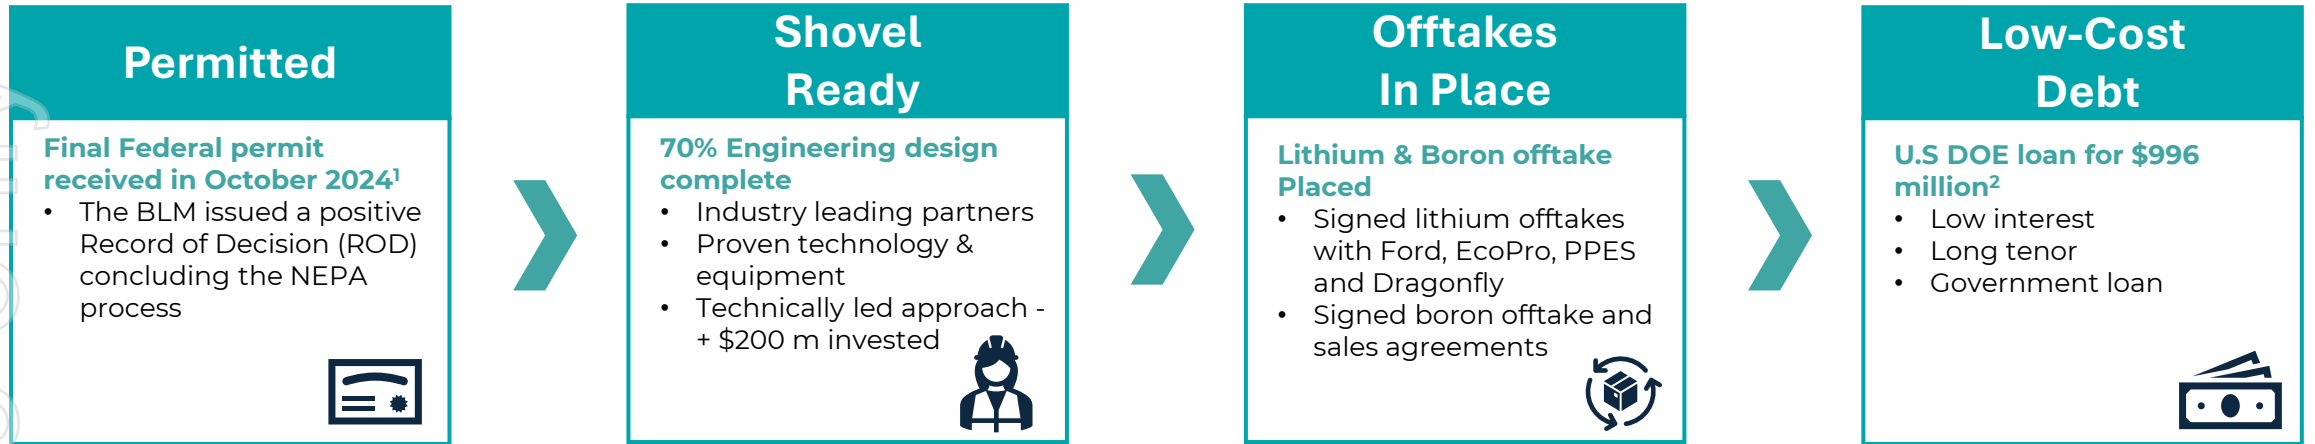 Permitted
Final Federal permit
received in October 2024¹
• The BLM issued a positive
Record of Decision (ROD)
concluding the NEPA
process
Shovel
Ready
70% Engineering design
complete
• Industry leading partners
• Proven technology &
equipment
• Technically led approach -
+ $200 m invested
Offtakes
In Place
Lithium & Boron offtake
Placed
• Signed lithium offtakes
with Ford, EcoPro, PPES
and Dragonfly
• Signed boron offtake and
sales agreements
Low-Cost
Debt
U.S DOE loan for $996
million²
• Low interest
• Long tenor
• Government loan